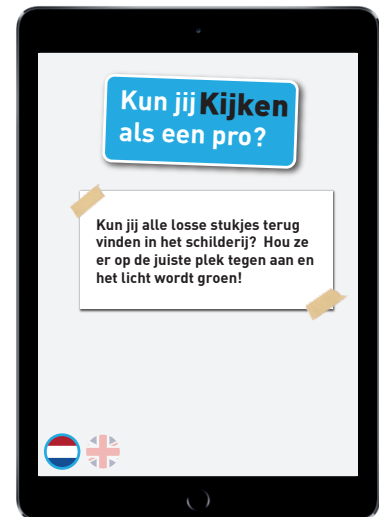 Kun jij Kijken
als een pro?
Kun jij alle losse stukjes terug
vinden in het schilderij? Hou ze
er op de juiste plek tegen aan en
het licht wordt groen!